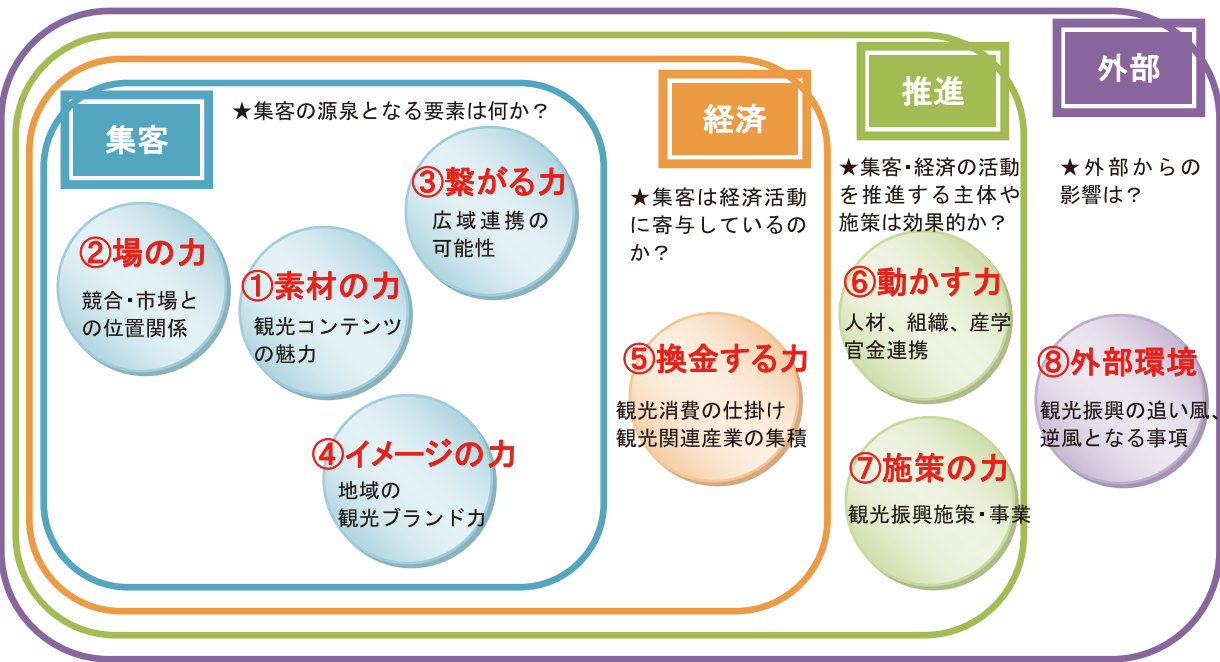 集客
★集客の源泉となる要素は何か？
①素材の力
観光コンテンツ
の魅力
②場の力
競合・市場と
の位置関係
③繋がる力
広域連携の
可能性
④イメージの力
地域の
観光ブランド力
経済
★集客は経済活動
に寄与しているの
か？
⑤換金する力
観光消費の仕掛け
観光関連産業の集積
推進
★集客・経済の活動
を推進する主体や
施策は効果的か？
⑥動かす力
人材、組織、産学
官金連携
⑦施策の力
観光振興施策・事業
外部
★外部からの
影響は？
⑧外部環境
観光振興の追い風、
逆風となる事項